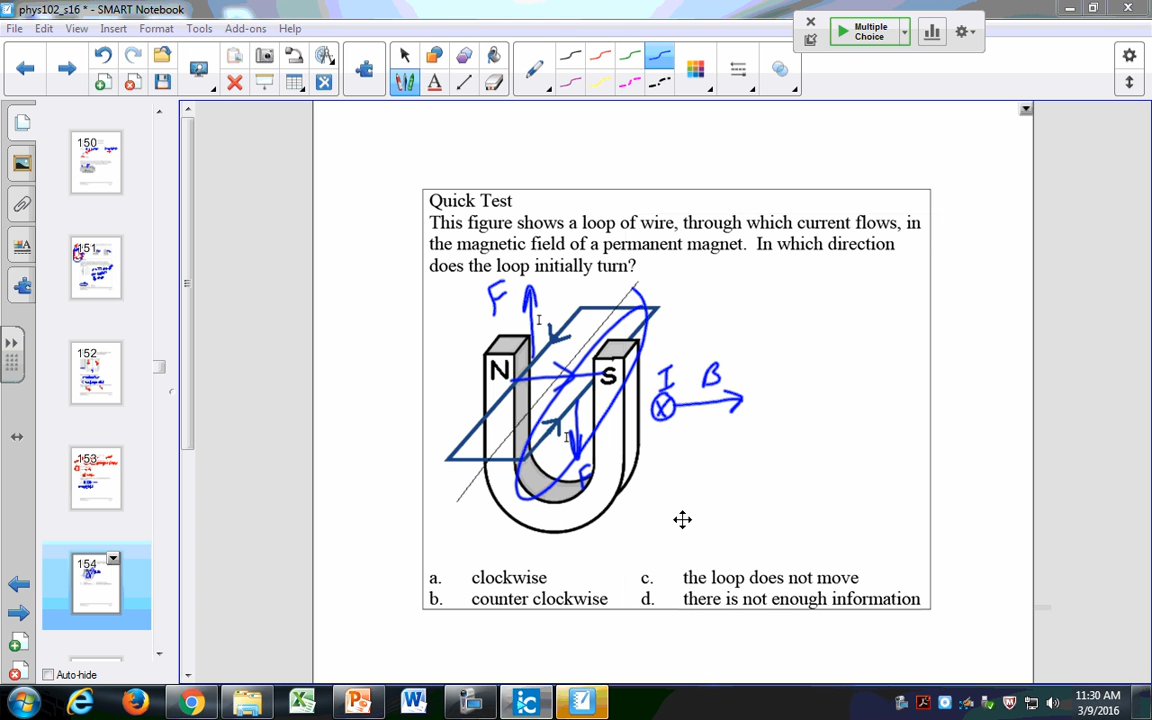 phys102_s16 * - SMART Notebook
File Edit View Insert Format Tools Add-ons Help
Multiple
Choice
150
151
152
153
154
Quick Test
This figure shows a loop of wire, through which current flows, in
the magnetic field of a permanent magnet. In which direction
does the loop initially turn?
F
I
N
S
I B
I
F
a. clockwise c. the loop does not move
b. counter clockwise d. there is not enough information
Auto-hide
11:30 AM
3/9/2016